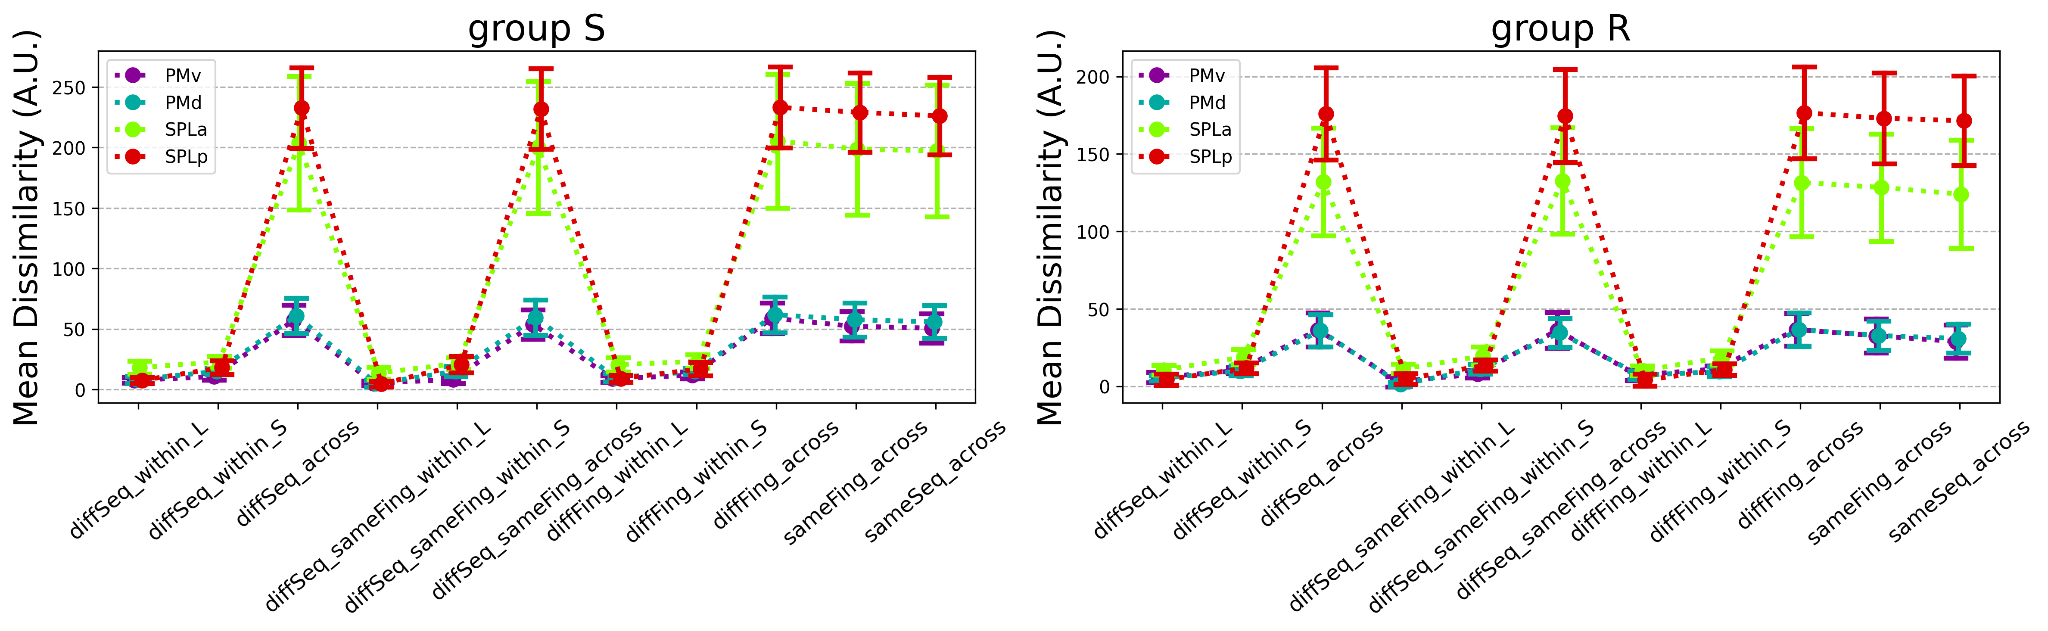 group S
Mean Dissimilarity (A.U.)
250
200
150
100
50
0
PMv
PMd
SPLa
SPLp
diffSeq_within_L
diffSeq_within_S
diffSeq_across
diffSeq_sameFing_within_L
diffSeq_sameFing_within_S
diffSeq_sameFing_across
diffFing_within_L
diffFing_within_S
diffFing_across
sameFing_across
sameSeq_across
group R
Mean Dissimilarity (A.U.)
200
150
100
50
0
PMv
PMd
SPLa
SPLp
diffSeq_within_L
diffSeq_within_S
diffSeq_across
diffSeq_sameFing_within_L
diffSeq_sameFing_within_S
diffSeq_sameFing_across
diffFing_within_L
diffFing_within_S
diffFing_across
sameFing_across
sameSeq_across